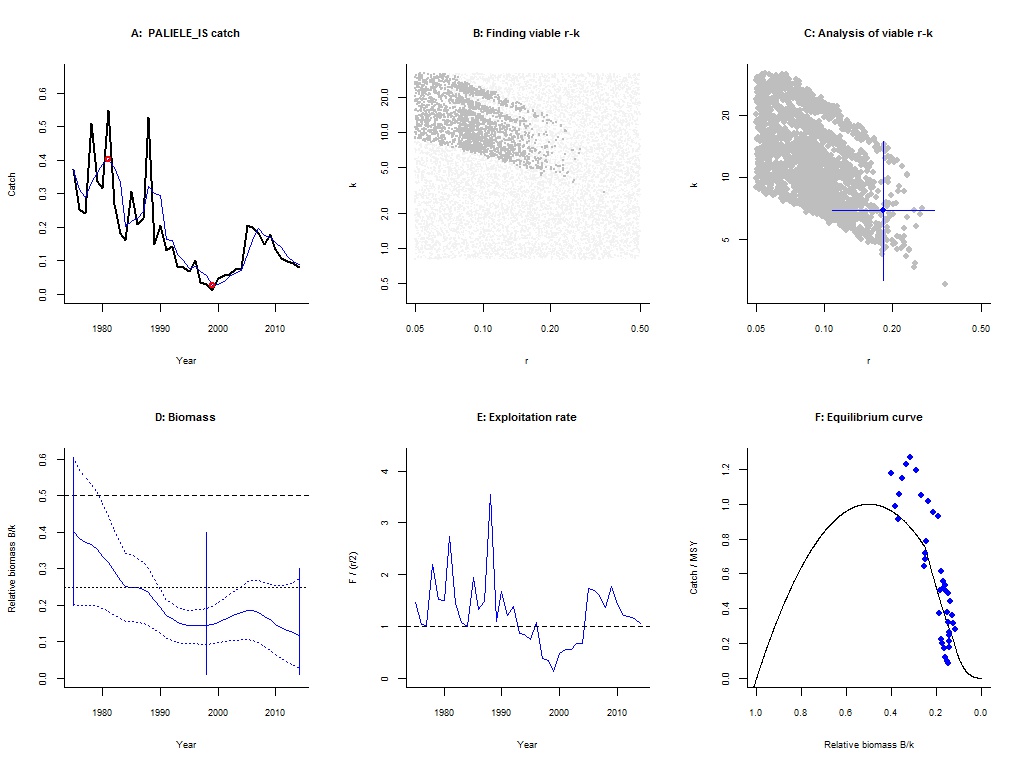 A: PALIELE_IS catch
B: Finding viable r-k
C: Analysis of viable r-k
Catch
0.0 0.1 0.2 0.3 0.4 0.5 0.6
1980 1990 2000 2010
Year
k
0.5 1.0 2.0 5.0 10.0 20.0
0.05 0.10 0.20 0.50
r
k
5 10 20
0.05 0.10 0.20 0.50
r
D: Biomass
E: Exploitation rate
F: Equilibrium curve
Relative biomass B/k
0.0 0.1 0.2 0.3 0.4 0.5 0.6
1980 1990 2000 2010
Year
F / (r/2)
0 1 2 3 4
1980 1990 2000 2010
Year
Catch / MSY
0.0 0.2 0.4 0.6 0.8 1.0 1.2
1.0 0.8 0.6 0.4 0.2 0.0
Relative biomass B/k